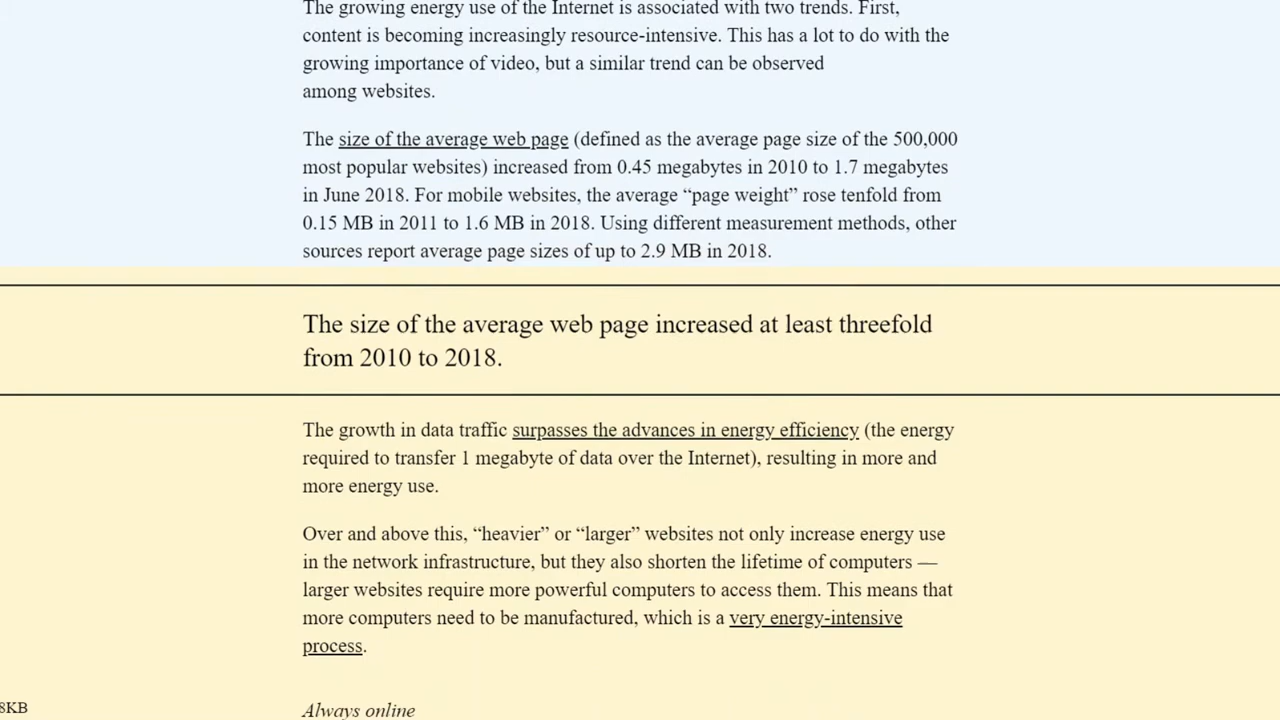 The growing energy use of the Internet is associated with two trends. First,
content is becoming increasingly resource-intensive. This has a lot to do with the
growing importance of video, but a similar trend can be observed
among websites.
The size of the average web page (defined as the average page size of the 500,000
most popular websites) increased from 0.45 megabytes in 2010 to 1.7 megabytes
in June 2018. For mobile websites, the average “page weight” rose tenfold from
0.15 MB in 2011 to 1.6 MB in 2018. Using different measurement methods, other
sources report average page sizes of up to 2.9 MB in 2018.
The size of the average web page increased at least threefold
from 2010 to 2018.
The growth in data traffic surpasses the advances in energy efficiency (the energy
required to transfer 1 megabyte of data over the Internet), resulting in more and
more energy use.
Over and above this, “heavier” or “larger” websites not only increase energy use
in the network infrastructure, but they also shorten the lifetime of computers —
larger websites require more powerful computers to access them. This means that
more computers need to be manufactured, which is a very energy-intensive
process.
8KB
Always online